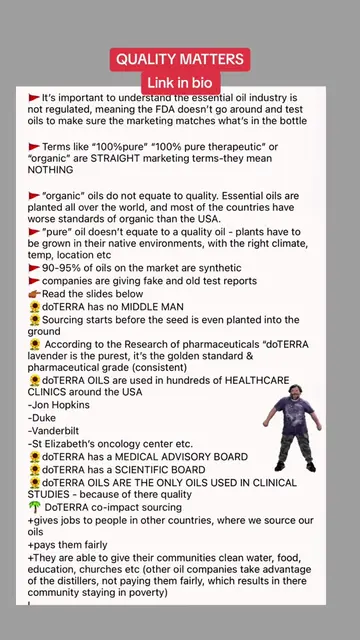 QUALITY MATTERS
Link in bio
It's important to understand the essential oil industry is
not regulated, meaning the FDA doesn't go around and test
oils to make sure the marketing matches what's in the bottle
Terms like "100%pure" "100% pure therapeutic" or
"organic" are STRAIGHT marketing terms-they mean
NOTHING
"organic" oils do not equate to quality. Essential oils are
planted all over the world, and most of the countries have
worse standards of organic than the USA.
"pure" oil doesn't equate to a quality oil - plants have to
be grown in their native environments, with the right climate,
temp, location etc
90-95% of oils on the market are synthetic
companies are giving fake and old test reports
Read the slides below
doTERRA has no MIDDLE MAN
Sourcing starts before the seed is even planted into the
ground
According to the Research of pharmaceuticals "doTERRA
lavender is the purest, it's the golden standard &
pharmaceutical grade (consistent)
doTERRA OILS are used in hundreds of HEALTHCARE
CLINICS around the USA
-Jon Hopkins
-Duke
-Vanderbilt
-St Elizabeth's oncology center etc.
doTERRA has a MEDICAL ADVISORY BOARD
doTERRA has a SCIENTIFIC BOARD
doTERRA OILS ARE THE ONLY OILS USED IN CLINICAL
STUDIES - because of there quality
DoTERRA co-impact sourcing
+gives jobs to people in other countries, where we source our
oils
+pays them fairly
+They are able to give their communities clean water, food,
education, churches etc (other oil companies take advantage
of the distillers, not paying them fairly, which results in there
community staying in poverty)